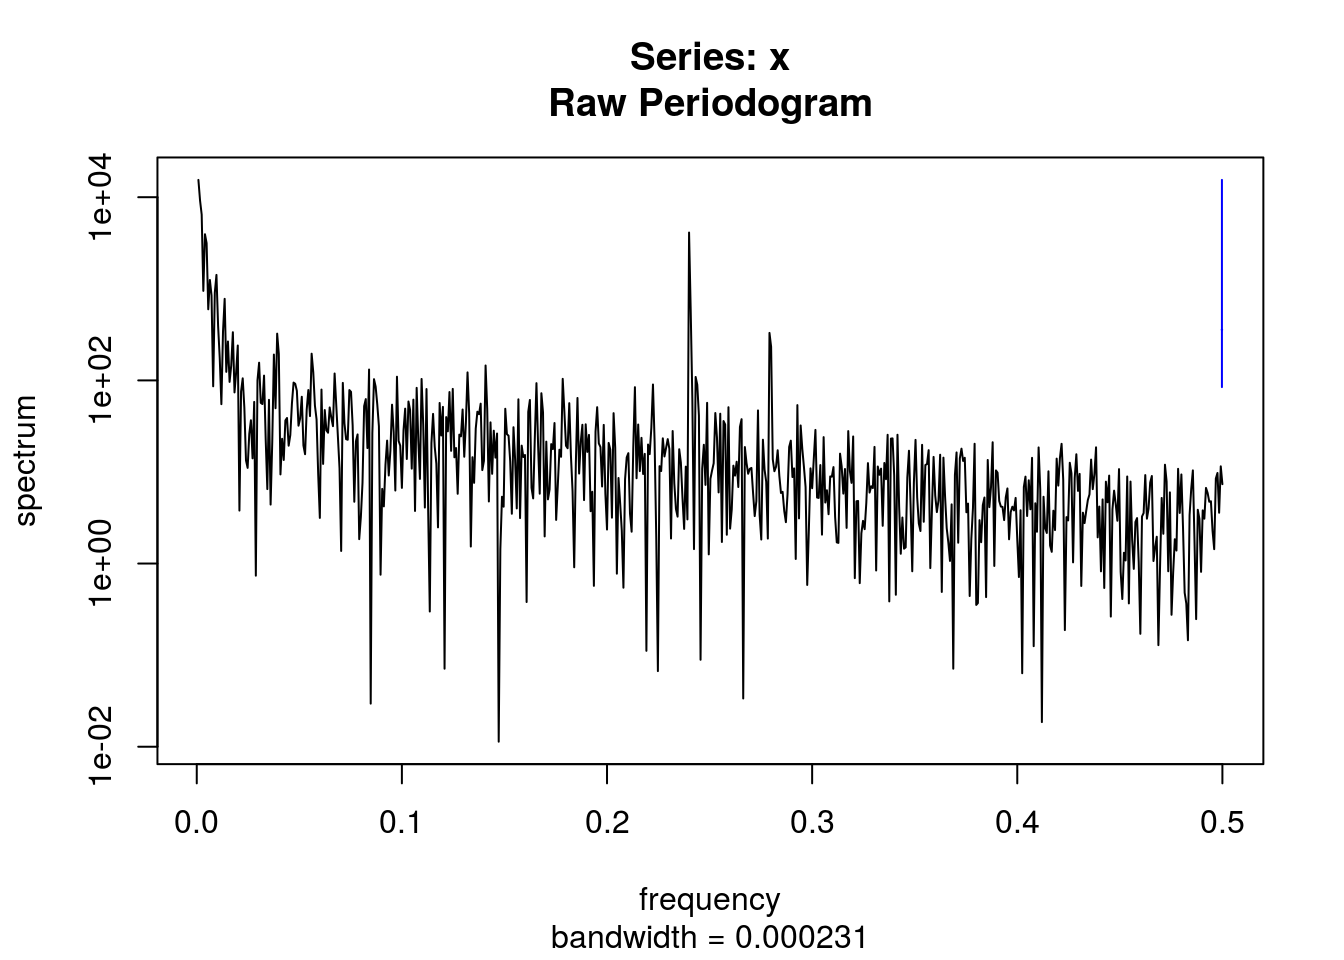 Series: x
Raw Periodogram
spectrum
1e+04
1e+02
1e+00
1e-02
0.0 0.1 0.2 0.3 0.4 0.5
frequency
bandwidth = 0.000231